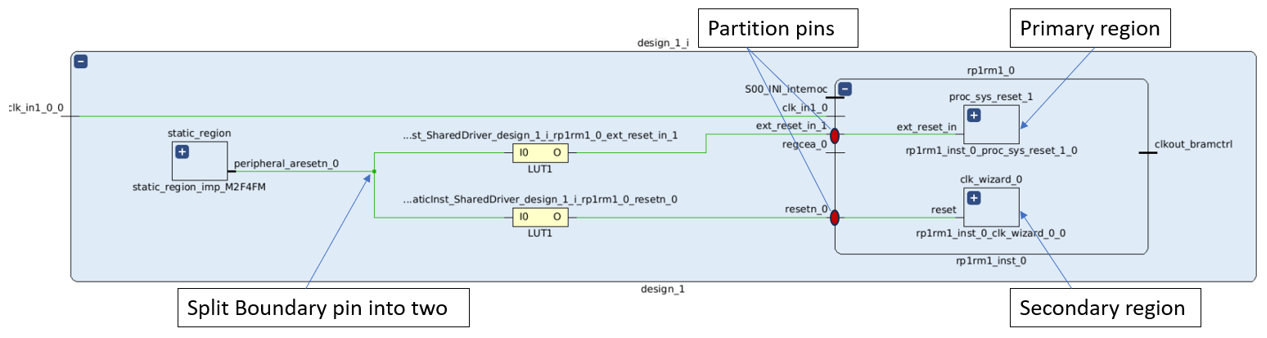 Partition pins
Primary region
design_1_i
rp1rm1_0
S00_INI_internoc
proc_sys_reset_1
clk_in1_0_0
clk_in1_0
static_region
...st_SharedDriver_design_1_i_rp1rm1_0_ext_reset_in_1
ext_reset_in_1
ext_reset_in
regcea_0
rp1rm1_inst_0_proc_sys_reset_1_0
clkout_bramctrl
I0 O
LUT1
peripheral_aresetn_0
static_region_imp_M2F4FM
clk_wizard_0
...aticInst_SharedDriver_design_1_i_rp1rm1_0_resetn_0
resetn_0
reset
I0 O
LUT1
rp1rm1_inst_0_clk_wizard_0_0
rp1rm1_inst_0
design_1
Split Boundary pin into two
Secondary region